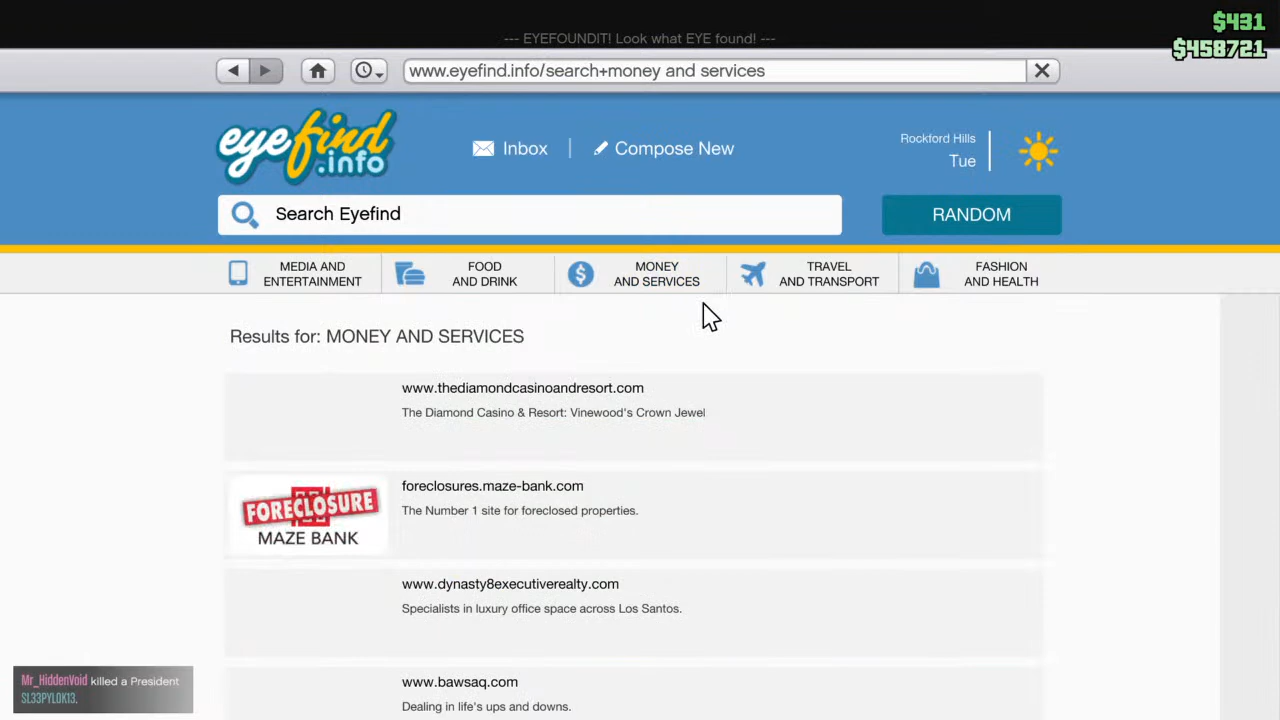 $431
--- EYEFOUNDIT! Look what EYE found! ---
$458721
www.eyefind.info/search+money and services
eyefind
.info
Inbox
Compose New
Rockford Hills
Tue
Search Eyefind
RANDOM
MEDIA AND
ENTERTAINMENT
FOOD
AND DRINK
MONEY
AND SERVICES
TRAVEL
AND TRANSPORT
FASHION
AND HEALTH
Results for: MONEY AND SERVICES
www.thediamondcasinoandresort.com
The Diamond Casino & Resort: Vinewood's Crown Jewel
FORECLOSURE
MAZE BANK
foreclosures.maze-bank.com
The Number 1 site for foreclosed properties.
www.dynasty8executiverealty.com
Specialists in luxury office space across Los Santos.
www.bawsaq.com
Dealing in life's ups and downs.
Mr_HiddenVoid killed a President
SL33PYL0K13.